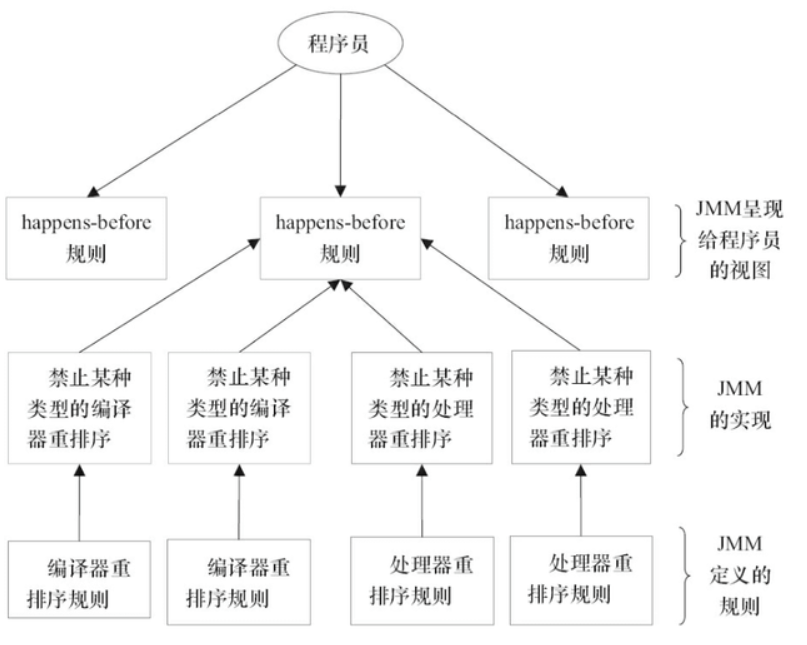 程序员
happens-before
规则
happens-before
规则
happens-before
规则
JMM呈现
给程序员
的视图
禁止某种
类型的编译
器重排序
禁止某种
类型的编译
器重排序
禁止某种
类型的处理
器重排序
禁止某种
类型的处理
器重排序
JMM
的实现
编译器重
排序规则
编译器重
排序规则
处理器重
排序规则
处理器重
排序规则
JMM
定义的
规则